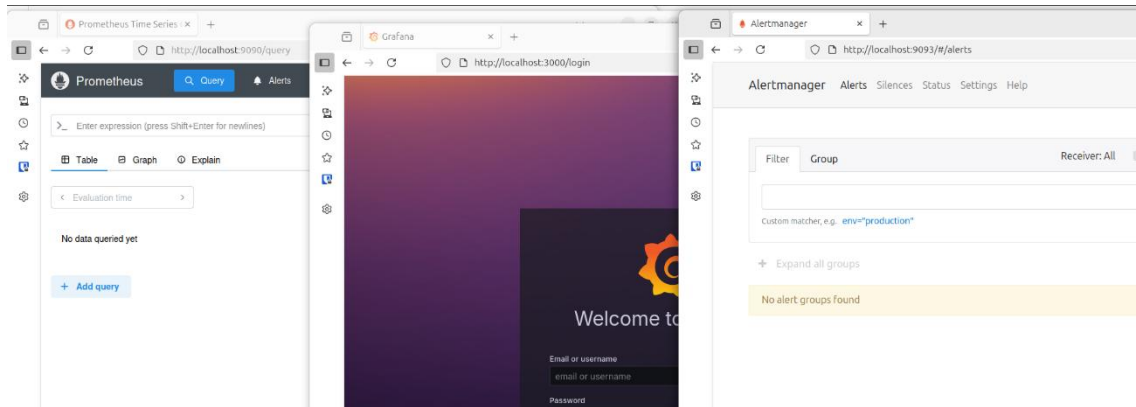 Prometheus Time Series
http://localhost:9090/query
Prometheus
Query
Alerts
>_ Enter expression (press Shift+Enter for newlines)
Table
Graph
Explain
< Evaluation time >
No data queried yet
+ Add query
Grafana
http://localhost:3000/login
Welcome to
Email or username
email or username
Password
Alertmanager
http://localhost:9093/#/alerts
Alertmanager Alerts Silences Status Settings Help
Filter Group Receiver: All
Custom matcher, e.g. env="production"
+ Expand all groups
No alert groups found